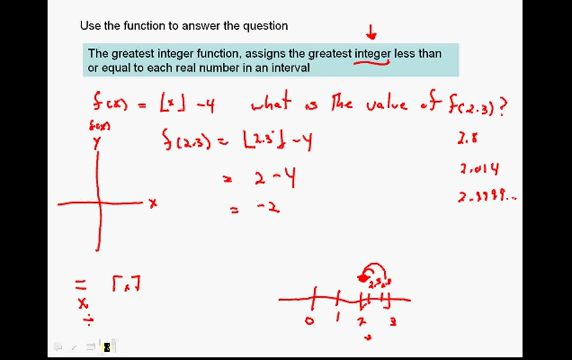 Use the function to answer the question
The greatest integer function, assigns the greatest integer less than
or equal to each real number in an interval
f(x) = ⌊x⌋ - 4 what is the value of f(2.3)?
f(x)
y
x
f(2.3) = ⌊2.3⌋ - 4
= 2 - 4
= -2
2.8
2.014
2.9999...
= ⌈x⌉
x
÷
0 1 2 3